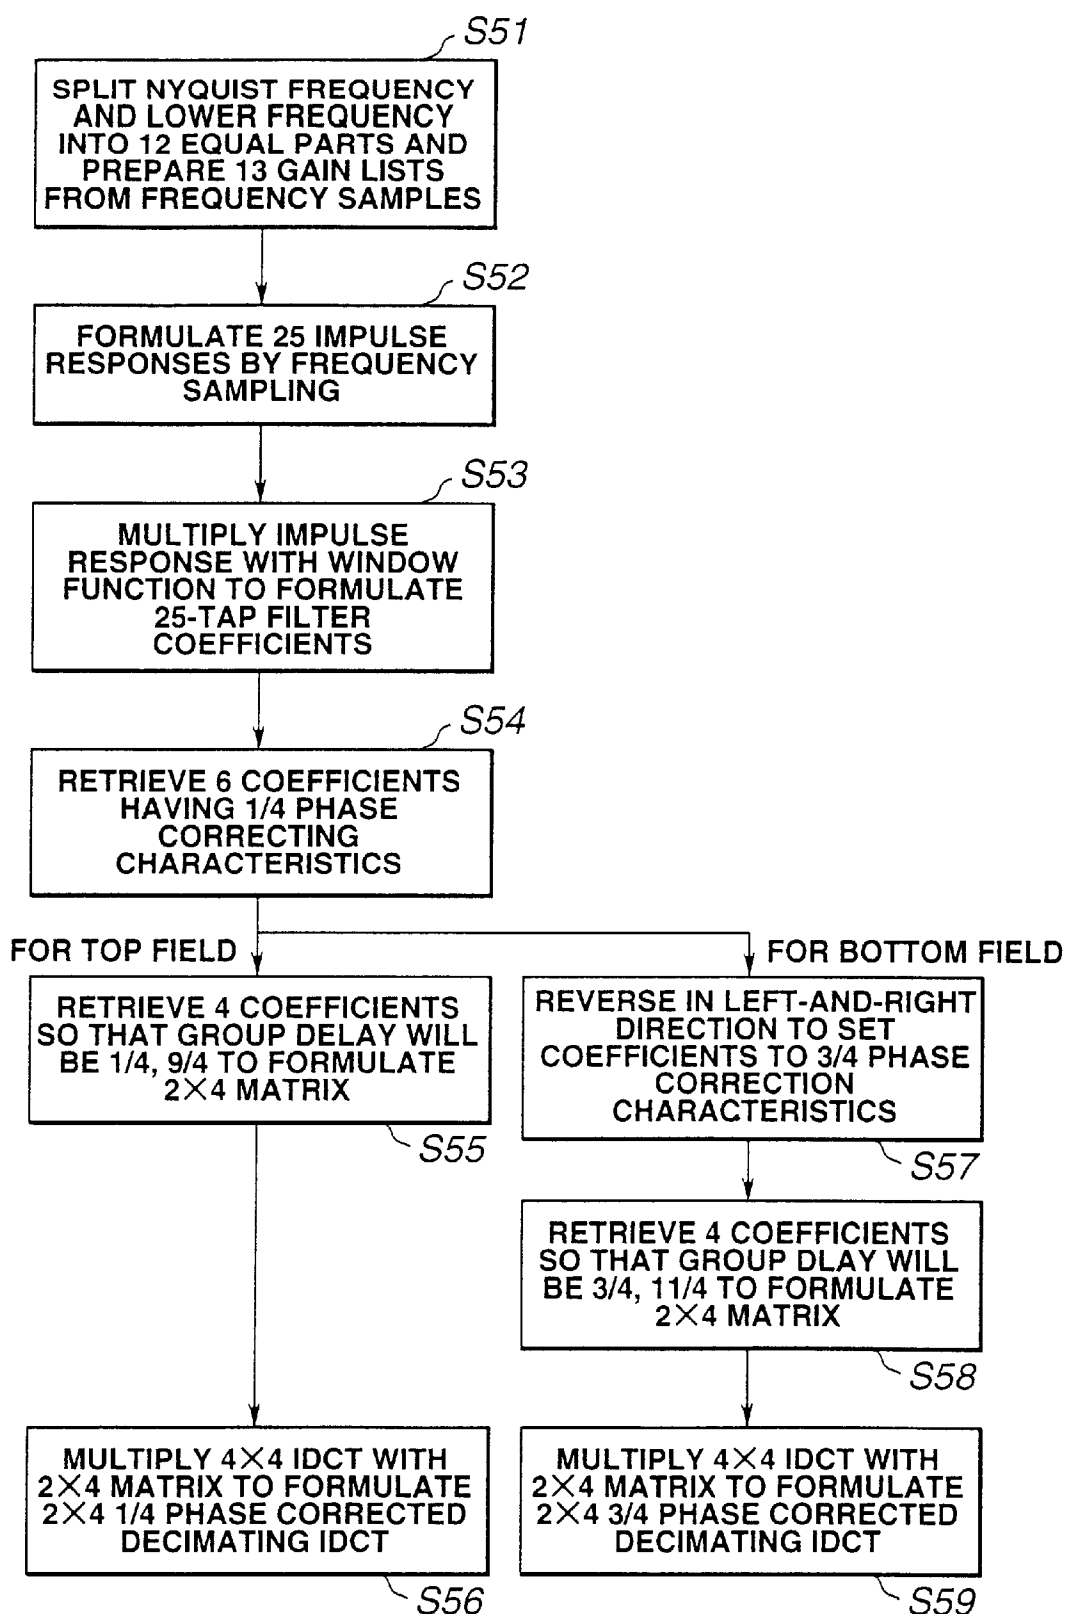 S51
SPLIT NYQUIST FREQUENCY
AND LOWER FREQUENCY
INTO 12 EQUAL PARTS AND
PREPARE 13 GAIN LISTS
FROM FREQUENCY SAMPLES
S52
FORMULATE 25 IMPULSE
RESPONSES BY FREQUENCY
SAMPLING
S53
MULTIPLY IMPULSE
RESPONSE WITH WINDOW
FUNCTION TO FORMULATE
25-TAP FILTER
COEFFICIENTS
S54
RETRIEVE 6 COEFFICIENTS
HAVING 1/4 PHASE
CORRECTING
CHARACTERISTICS
FOR TOP FIELD
RETRIEVE 4 COEFFICIENTS
SO THAT GROUP DELAY WILL
BE 1/4, 9/4 TO FORMULATE
2×4 MATRIX
S55
FOR BOTTOM FIELD
REVERSE IN LEFT-AND-RIGHT
DIRECTION TO SET
COEFFICIENTS TO 3/4 PHASE
CORRECTION
CHARACTERISTICS
S57
RETRIEVE 4 COEFFICIENTS
SO THAT GROUP DLAY WILL
BE 3/4, 11/4 TO FORMULATE
2×4 MATRIX
S58
MULTIPLY 4×4 IDCT WITH
2×4 MATRIX TO FORMULATE
2×4 1/4 PHASE CORRECTED
DECIMATING IDCT
S56
MULTIPLY 4×4 IDCT WITH
2×4 MATRIX TO FORMULATE
2×4 3/4 PHASE CORRECTED
DECIMATING IDCT
S59